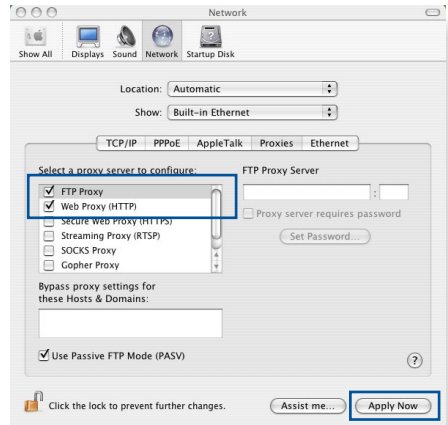 Network
Show All Displays Sound Network Startup Disk
Location: Automatic
Show: Built-in Ethernet
TCP/IP PPPoE AppleTalk Proxies Ethernet
Select a proxy server to configure:
FTP Proxy
Web Proxy (HTTP)
Secure Web Proxy (HTTPS)
Streaming Proxy (RTSP)
SOCKS Proxy
Gopher Proxy
FTP Proxy Server
:
Proxy server requires password
Set Password...
Bypass proxy settings for
these Hosts & Domains:
Use Passive FTP Mode (PASV)
?
Click the lock to prevent further changes.
Assist me... Apply Now